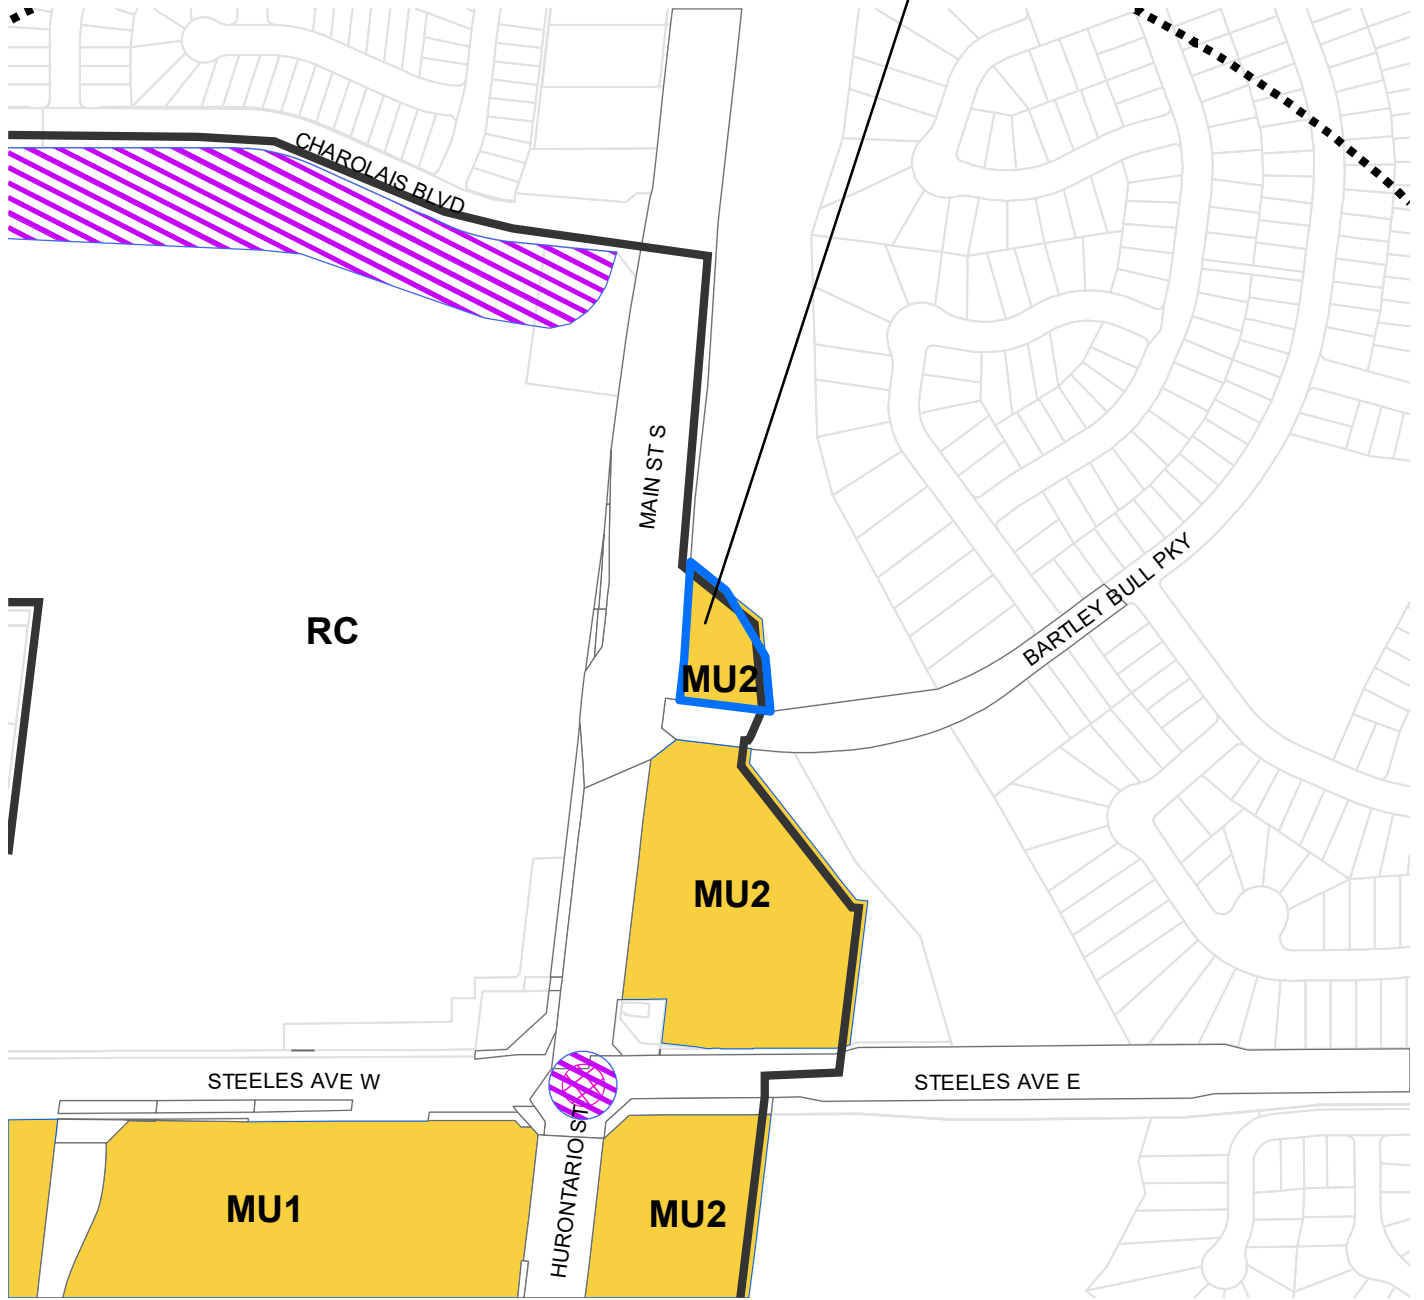 CHAROLAIS BLVD
MAIN ST S
BARTLEY BULL PKY
RC
MU2
MU2
STEELES AVE W
STEELES AVE E
HURONTARIO ST
MU1
MU2